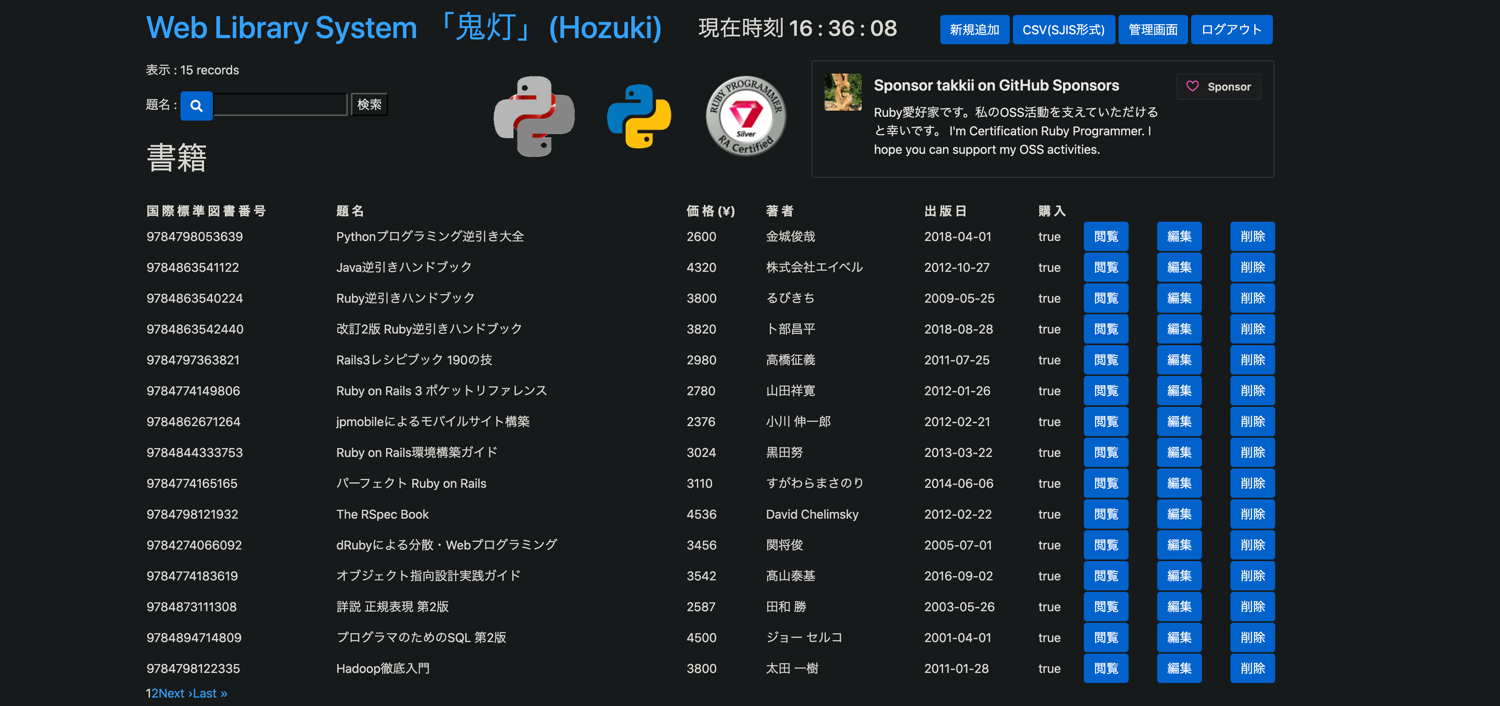 Web Library System 「鬼灯」 (Hozuki)
現在時刻 16 : 36 : 08
新規追加 CSV(SJIS形式) 管理画面 ログアウト
表示 : 15 records
題名 : 検索
RUBY PROGRAMMER
Silver
RA Certified
Sponsor takkii on GitHub Sponsors
Sponsor
Ruby愛好家です。私のOSS活動を支えていただける
と幸いです。 I'm Certification Ruby Programmer. I
hope you can support my OSS activities.
書籍
国際標準図書番号 題名 価格(¥) 著者 出版日 購入
9784798053639 Pythonプログラミング逆引き大全 2600 金城俊哉 2018-04-01 true 閲覧 編集 削除
9784863541122 Java逆引きハンドブック 4320 株式会社エイベル 2012-10-27 true 閲覧 編集 削除
9784863540224 Ruby逆引きハンドブック 3800 るびきち 2009-05-25 true 閲覧 編集 削除
9784863542440 改訂2版 Ruby逆引きハンドブック 3820 卜部昌平 2018-08-28 true 閲覧 編集 削除
9784797363821 Rails3レシピブック 190の技 2980 高橋征義 2011-07-25 true 閲覧 編集 削除
9784774149806 Ruby on Rails 3 ポケットリファレンス 2780 山田祥寛 2012-01-26 true 閲覧 編集 削除
9784862671264 jpmobileによるモバイルサイト構築 2376 小川 伸一郎 2012-02-21 true 閲覧 編集 削除
9784844333753 Ruby on Rails環境構築ガイド 3024 黒田努 2013-03-22 true 閲覧 編集 削除
9784774165165 パーフェクト Ruby on Rails 3110 すがわらまさのり 2014-06-06 true 閲覧 編集 削除
9784798121932 The RSpec Book 4536 David Chelimsky 2012-02-22 true 閲覧 編集 削除
9784274066092 dRubyによる分散・Webプログラミング 3456 関将俊 2005-07-01 true 閲覧 編集 削除
9784774183619 オブジェクト指向設計実践ガイド 3542 髙山泰基 2016-09-02 true 閲覧 編集 削除
9784873111308 詳説 正規表現 第2版 2587 田和 勝 2003-05-26 true 閲覧 編集 削除
9784894714809 プログラマのためのSQL 第2版 4500 ジョー セルコ 2001-04-01 true 閲覧 編集 削除
9784798122335 Hadoop徹底入門 3800 太田 一樹 2011-01-28 true 閲覧 編集 削除
12Next ›Last »